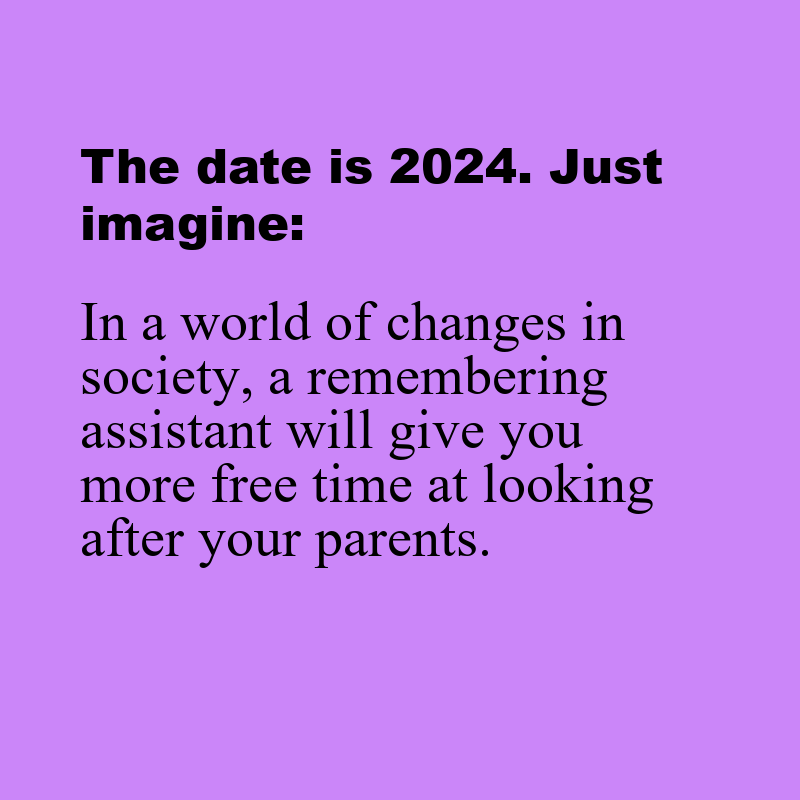 The date is 2024. Just
imagine:
In a world of changes in
society, a remembering
assistant will give you
more free time at looking
after your parents.